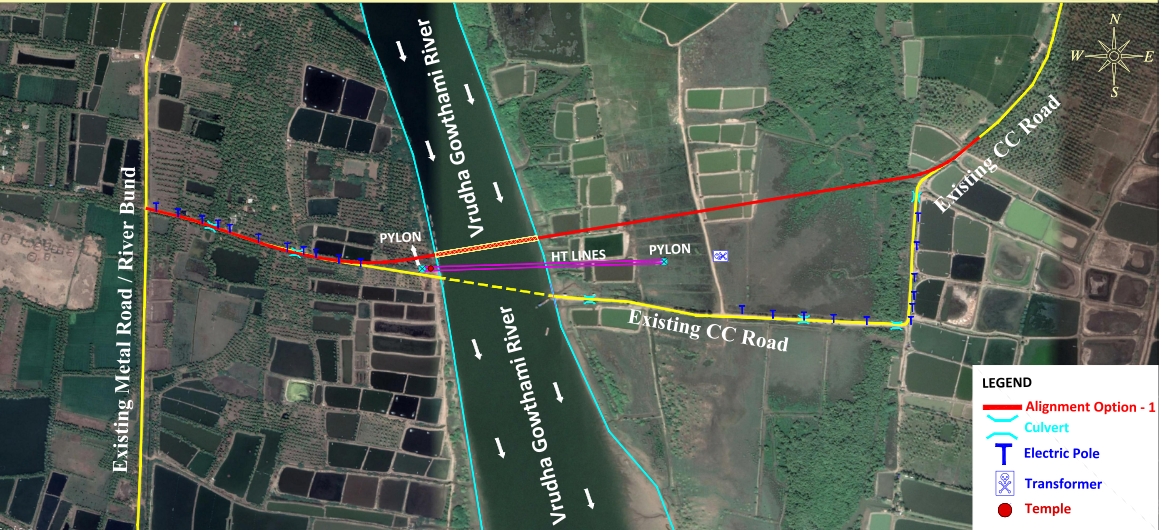 N
W
E
S
Vrudha Gowthami River
Existing CC Road
Existing Metal Road / River Bund
PYLON
HT LINES
PYLON
Existing CC Road
Vrudha Gowthami River
LEGEND
Alignment Option - 1
Culvert
Electric Pole
Transformer
Temple